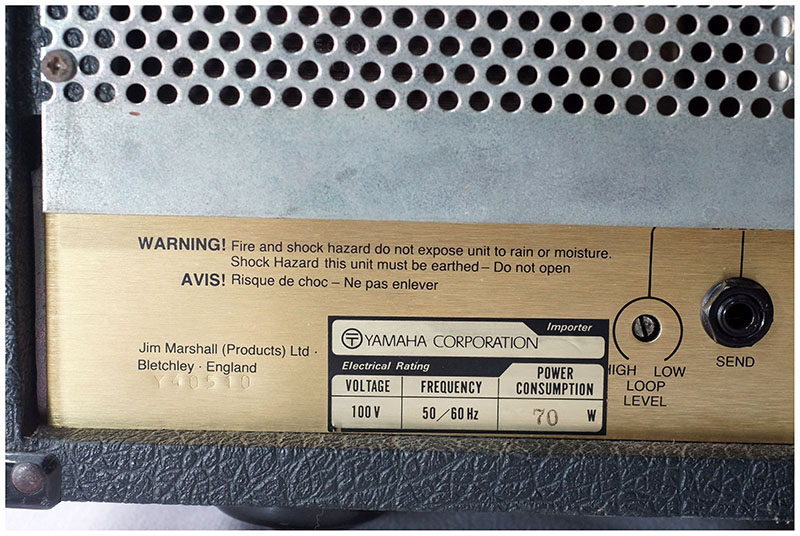 WARNING! Fire and shock hazard do not expose unit to rain or moisture.
Shock Hazard this unit must be earthed – Do not open
AVIS! Risque de choc – Ne pas enlever
Jim Marshall (Products) Ltd ·
Bletchley · England
Y40510
Importer
YAMAHA CORPORATION
Electrical Rating
VOLTAGE FREQUENCY POWER CONSUMPTION
100 V 50/60 Hz 70 W
HIGH LOW
LOOP
LEVEL
SEND